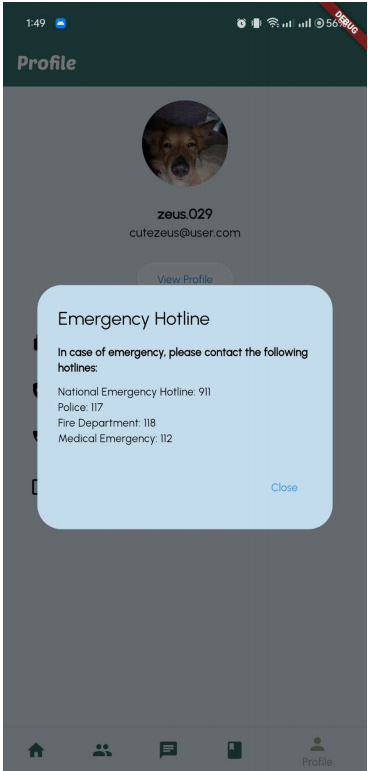 1:49
DEBUG
Profile
zeus.029
cutezeus@user.com
View Profile
Emergency Hotline
In case of emergency, please contact the following
hotlines:
National Emergency Hotline: 911
Police: 117
Fire Department: 118
Medical Emergency: 112
Close
Profile